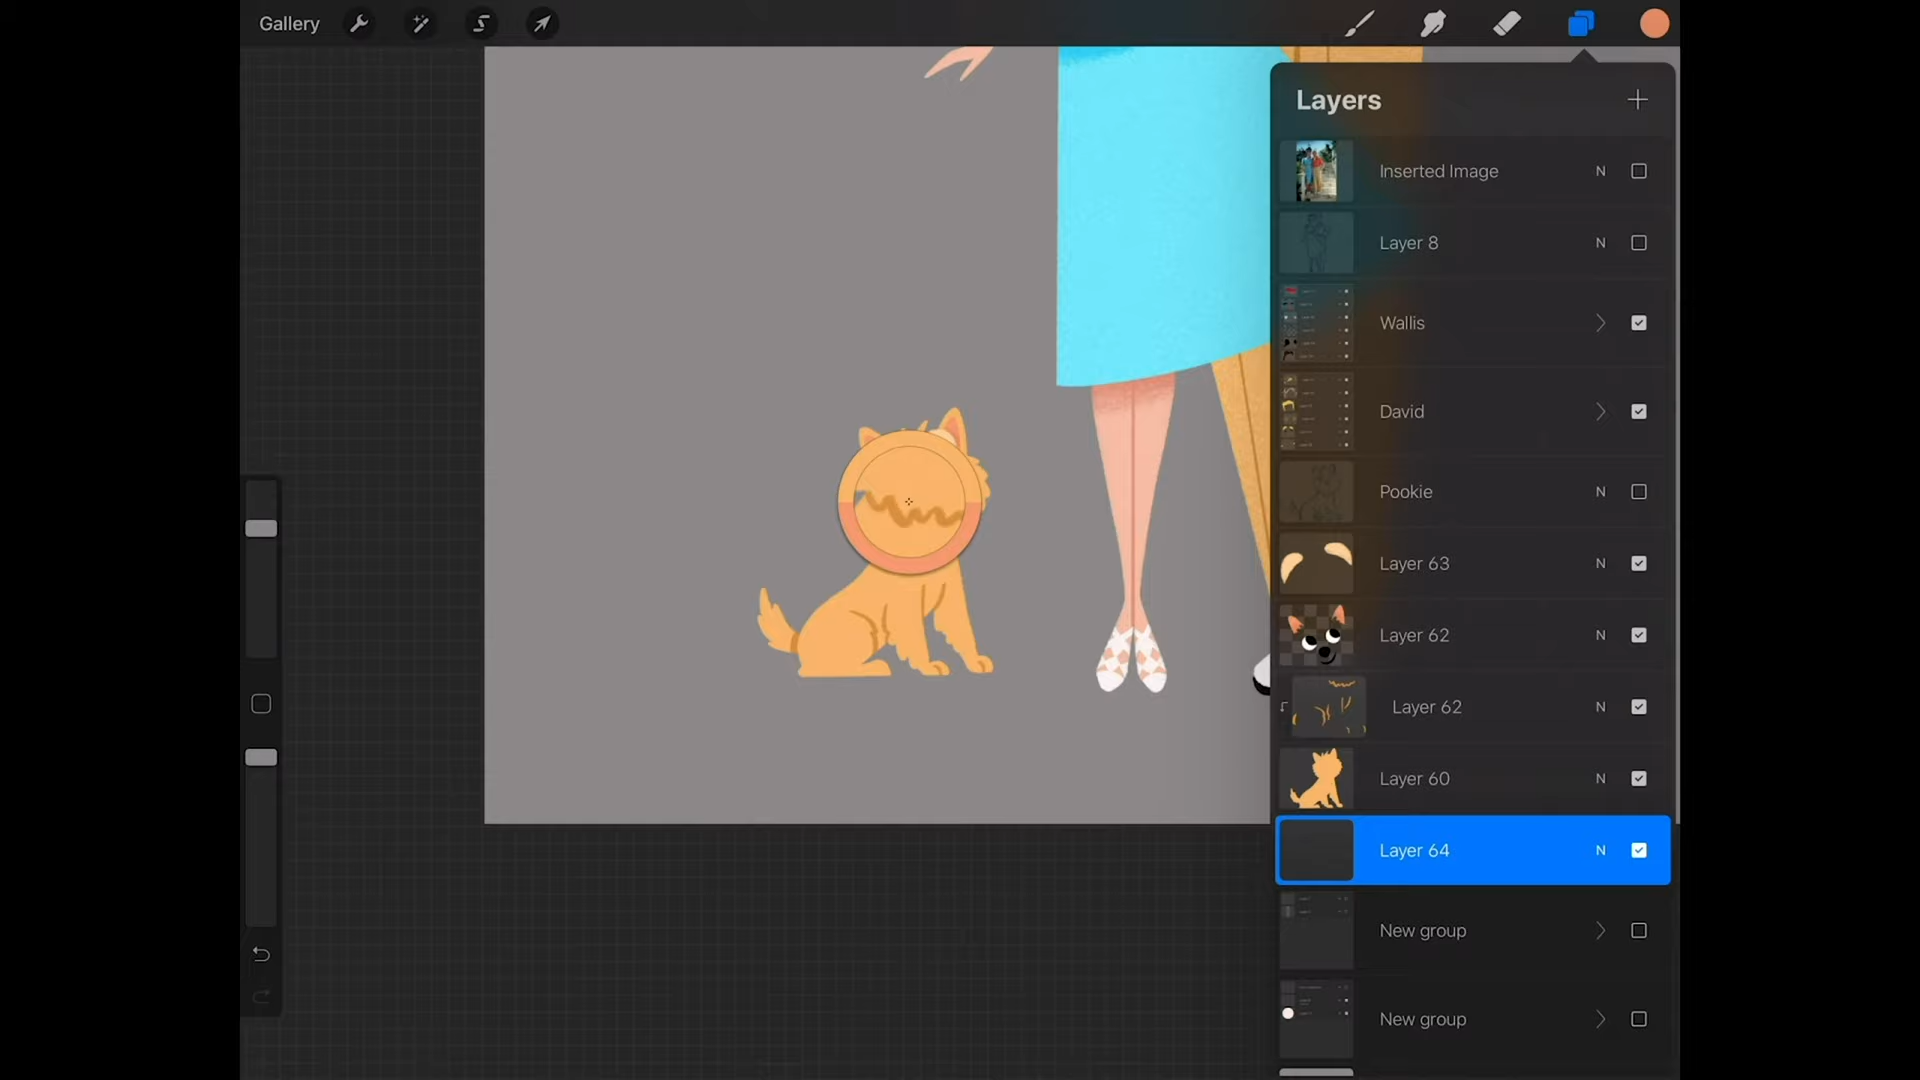 Gallery
Layers
Inserted Image N
Layer 8 N
Wallis
David
Pookie N
Layer 63 N
Layer 62 N
Layer 62 N
Layer 60 N
Layer 64 N
New group
New group